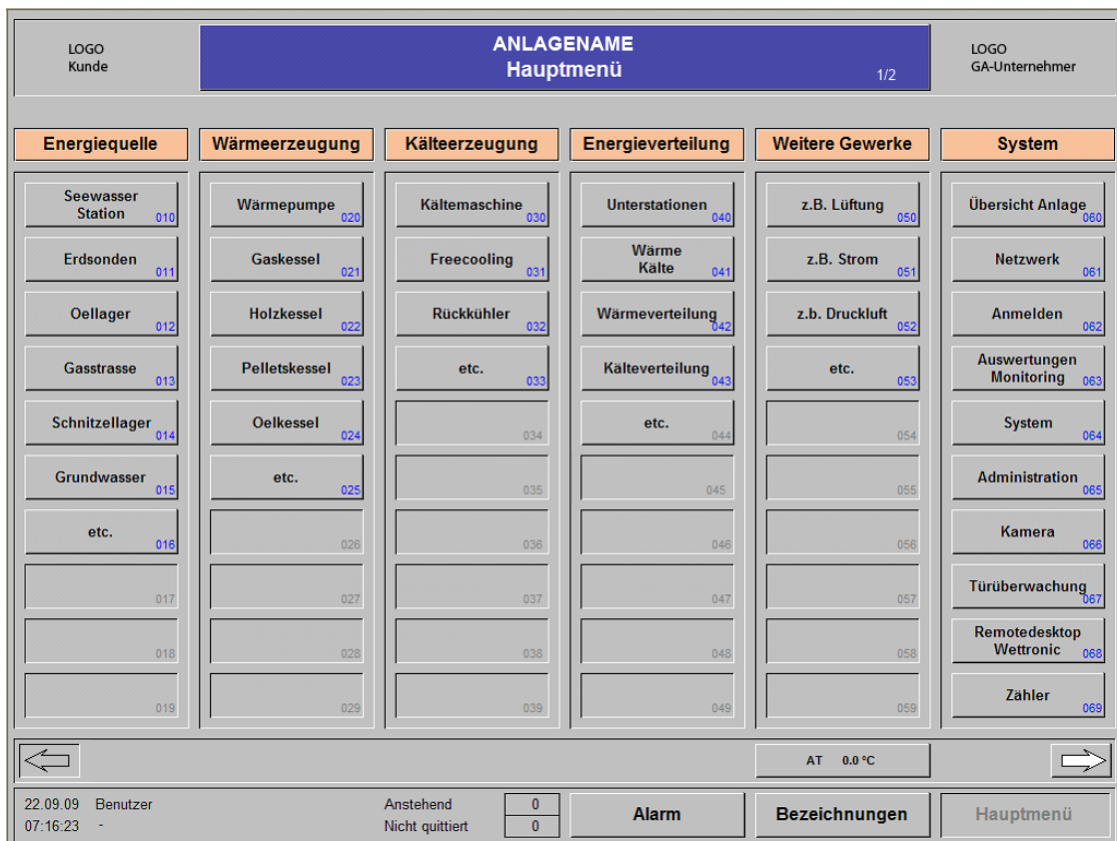 LOGO
Kunde
ANLAGENAME
Hauptmenü
1/2
LOGO
GA-Unternehmer
Energiequelle
Wärmeerzeugung
Kälteerzeugung
Energieverteilung
Weitere Gewerke
System
Seewasser
Station 010
Erdsonden 011
Oellager 012
Gasstrasse 013
Schnitzellager 014
Grundwasser 015
etc. 016
017
018
019
Wärmepumpe 020
Gaskessel 021
Holzkessel 022
Pelletskessel 023
Oelkessel 024
etc. 025
026
027
028
029
Kältemaschine 030
Freecooling 031
Rückkühler 032
etc. 033
034
035
036
037
038
039
Unterstationen 040
Wärme
Kälte 041
Wärmeverteilung 042
Kälteverteilung 043
etc. 044
045
046
047
048
049
z.B. Lüftung 050
z.B. Strom 051
z.b. Druckluft 052
etc. 053
054
055
056
057
058
059
Übersicht Anlage 060
Netzwerk 061
Anmelden 062
Auswertungen
Monitoring 063
System 064
Administration 065
Kamera 066
Türüberwachung 067
Remotedesktop
Wettronic 068
Zähler 069
AT 0.0 °C
22.09.09 Benutzer
07:16:23 -
Anstehend 0
Nicht quittiert 0
Alarm
Bezeichnungen
Hauptmenü